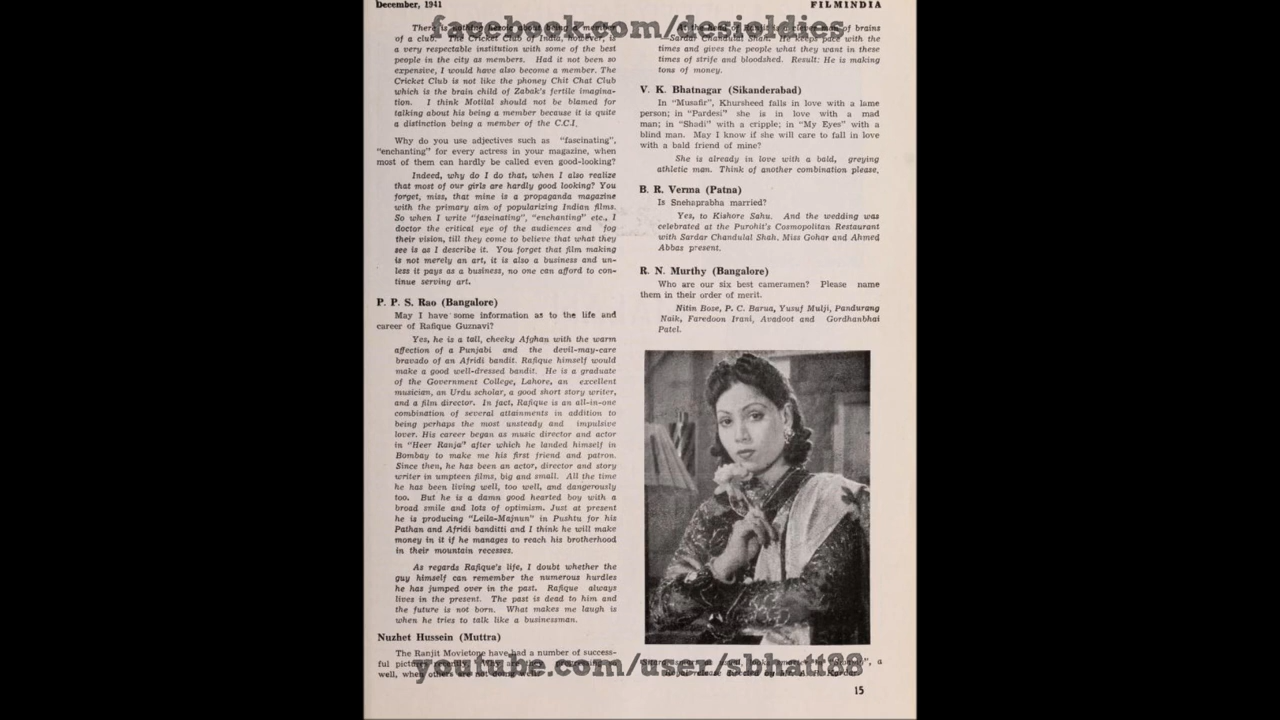 December, 1941
FILMINDIA
facebook.com/desioldies
There is nothing heroic about being a member
of a club. The Cricket Club of India, however, is
a very respectable institution with some of the best
people in the city as members. Had it not been so
expensive, I would have also become a member. The
Cricket Club is not like the phoney Chit Chat Club
which is the brain child of Zabak's fertile imagina-
tion. I think Motilal should not be blamed for
talking about his being a member because it is quite
a distinction being a member of the C.C.I.
Why do you use adjectives such as "fascinating",
"enchanting" for every actress in your magazine, when
most of them can hardly be called even good-looking?
Indeed, why do I do that, when I also realize
that most of our girls are hardly good looking? You
forget, miss, that mine is a propaganda magazine
with the primary aim of popularizing Indian films.
So when I write "fascinating", "enchanting" etc., I
doctor the critical eye of the audiences and fog
their vision, till they come to believe that what they
see is as I describe it. You forget that film making
is not merely an art, it is also a business and un-
less it pays as a business, no one can afford to con-
tinue serving art.
P. P. S. Rao (Bangalore)
May I have some information as to the life and
career of Rafique Guznavi?
Yes, he is a tall, cheeky Afghan with the warm
affection of a Punjabi and the devil-may-care
bravado of an Afridi bandit. Rafique himself would
make a good well-dressed bandit. He is a graduate
of the Government College, Lahore, an excellent
musician, an Urdu scholar, a good short story writer,
and a film director. In fact, Rafique is an all-in-one
combination of several attainments in addition to
being perhaps the most unsteady and impulsive
lover. His career began as music director and actor
in "Heer Ranja" after which he landed himself in
Bombay to make me his first friend and patron.
Since then, he has been an actor, director and story
writer in umpteen films, big and small. All the time
he has been living well, too well, and dangerously
too. But he is a damn good hearted boy with a
broad smile and lots of optimism. Just at present
he is producing "Leila-Majnun" in Pushtu for his
Pathan and Afridi banditti and I think he will make
money in it if he manages to reach his brotherhood
in their mountain recesses.
As regards Rafique's life, I doubt whether the
guy himself can remember the numerous hurdles
he has jumped over in the past. Rafique always
lives in the present. The past is dead to him and
the future is not born. What makes me laugh is
when he tries to talk like a businessman.
Nuzhet Hussein (Muttra)
The Ranjit Movietone have had a number of success-
ful pictures recently. Why are they
well, when others are not doing well?
At the head of Ranjit is a clever man of brains
—Sardar Chandulal Shah. He keeps pace with the
times and gives the people what they want in these
times of strife and bloodshed. Result: He is making
tons of money.
V. K. Bhatnagar (Sikanderabad)
In "Musafir", Khursheed falls in love with a lame
person; in "Pardesi" she is in love with a mad
man; in "Shadi" with a cripple; in "My Eyes" with a
blind man. May I know if she will care to fall in love
with a bald friend of mine?
She is already in love with a bald, greying
athletic man. Think of another combination please.
B. R. Verma (Patna)
Is Snehaprabha married?
Yes, to Kishore Sahu. And the wedding was
celebrated at the Purohit's Cosmopolitan Restaurant
with Sardar Chandulal Shah, Miss Gohar and Ahmed
Abbas present.
R. N. Murthy (Bangalore)
Who are our six best cameramen? Please name
them in their order of merit.
Nitin Bose, P. C. Barua, Yusuf Mulji, Pandurang
Naik, Faredoon Irani, Avadoot and Gordhanbhai
Patel.
youtube.com/user/sbhatt88
15